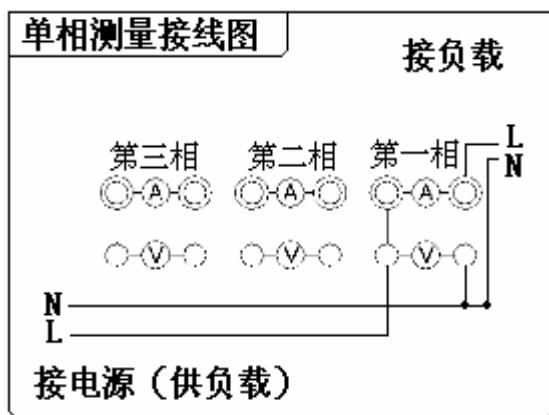 单相测量接线图
接负载
第三相 第二相 第一相 L
N
A A A
V V V
N
L
接电源（供负载）